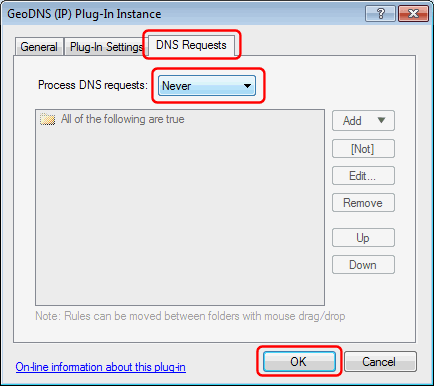 GeoDNS (IP) Plug-In Instance
General Plug-In Settings DNS Requests
Process DNS requests: Never
All of the following are true
Add
[Not]
Edit...
Remove
Up
Down
Note: Rules can be moved between folders with mouse drag/drop
On-line information about this plug-in
OK
Cancel